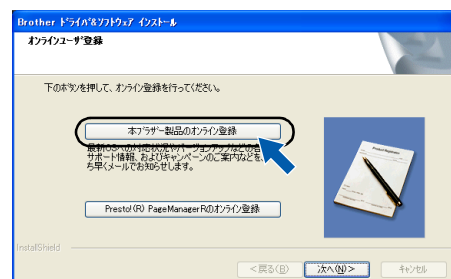 Brother ﾄﾞﾗｲﾊﾞ&ｿﾌﾄｳｪｱ ｲﾝｽﾄｰﾙ
ｵﾝﾗｲﾝﾕｰｻﾞ登録
下のﾎﾞﾀﾝを押して、ｵﾝﾗｲﾝ登録を行ってください。
本ﾌﾞﾗｻﾞｰ製品のｵﾝﾗｲﾝ登録
最新OSへの対応状況やﾊﾞｰｼﾞｮﾝｱｯﾌﾟなどの各
ｻﾎﾟｰﾄ情報、およびｷｬﾝﾍﾟｰﾝのご案内などを、
ち早くﾒｰﾙでお知らせします。
Presto! (R) PageManagerRのｵﾝﾗｲﾝ登録
InstallShield
<戻る(B)
次へ(N)>
ｷｬﾝｾﾙ